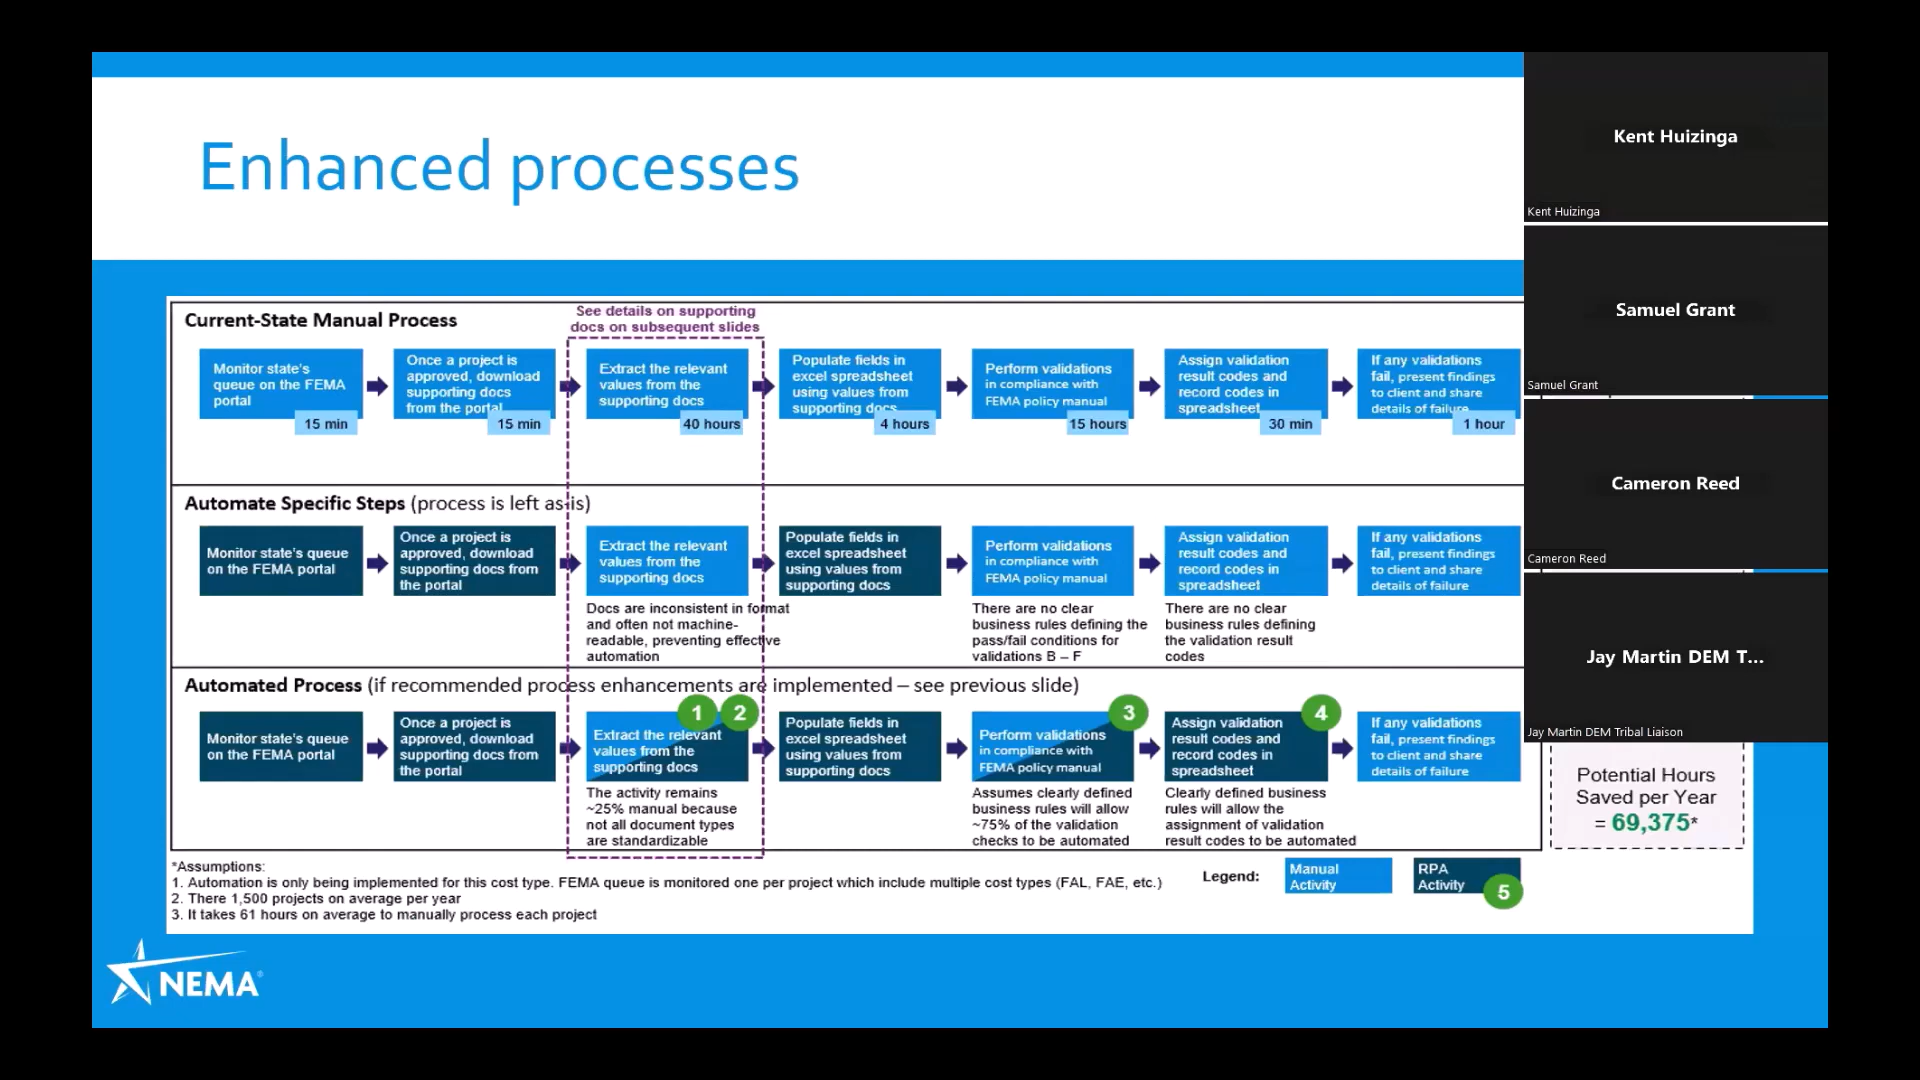 Enhanced processes
Kent Huizinga
Kent Huizinga
Samuel Grant
Samuel Grant
Cameron Reed
Cameron Reed
Jay Martin DEM T...
Jay Martin DEM Tribal Liaison
Current-State Manual Process
See details on supporting
docs on subsequent slides
Monitor state's
queue on the FEMA
portal
15 min
Once a project is
approved, download
supporting docs
from the portal
15 min
Extract the relevant
values from the
supporting docs
40 hours
Populate fields in
excel spreadsheet
using values from
supporting docs
4 hours
Perform validations
in compliance with
FEMA policy manual
15 hours
Assign validation
result codes and
record codes in
spreadsheet
30 min
If any validations
fail, present findings
to client and share
details of failure
1 hour
Automate Specific Steps (process is left as-is)
Monitor state's queue
on the FEMA portal
Once a project is
approved, download
supporting docs from
the portal
Extract the relevant
values from the
supporting docs
Populate fields in
excel spreadsheet
using values from
supporting docs
Perform validations
in compliance with
FEMA policy manual
Assign validation
result codes and
record codes in
spreadsheet
If any validations
fail, present findings
to client and share
details of failure
Docs are inconsistent in format
and often not machine-
readable, preventing effective
automation
There are no clear
business rules defining the
pass/fail conditions for
validations B – F
There are no clear
business rules defining
the validation result
codes
Automated Process (if recommended process enhancements are implemented – see previous slide)
Monitor state's queue
on the FEMA portal
Once a project is
approved, download
supporting docs from
the portal
1
2
Extract the relevant
values from the
supporting docs
Populate fields in
excel spreadsheet
using values from
supporting docs
3
Perform validations
in compliance with
FEMA policy manual
4
Assign validation
result codes and
record codes in
spreadsheet
If any validations
fail, present findings
to client and share
details of failure
The activity remains
~25% manual because
not all document types
are standardizable
Assumes clearly defined
business rules will allow
~75% of the validation
checks to be automated
Clearly defined business
rules will allow the
assignment of validation
result codes to be automated
Potential Hours
Saved per Year
= 69,375*
*Assumptions:
1. Automation is only being implemented for this cost type. FEMA queue is monitored one per project which include multiple cost types (FAL, FAE, etc.)
2. There 1,500 projects on average per year
3. It takes 61 hours on average to manually process each project
Legend:
Manual
Activity
RPA
Activity
5
NEMA®